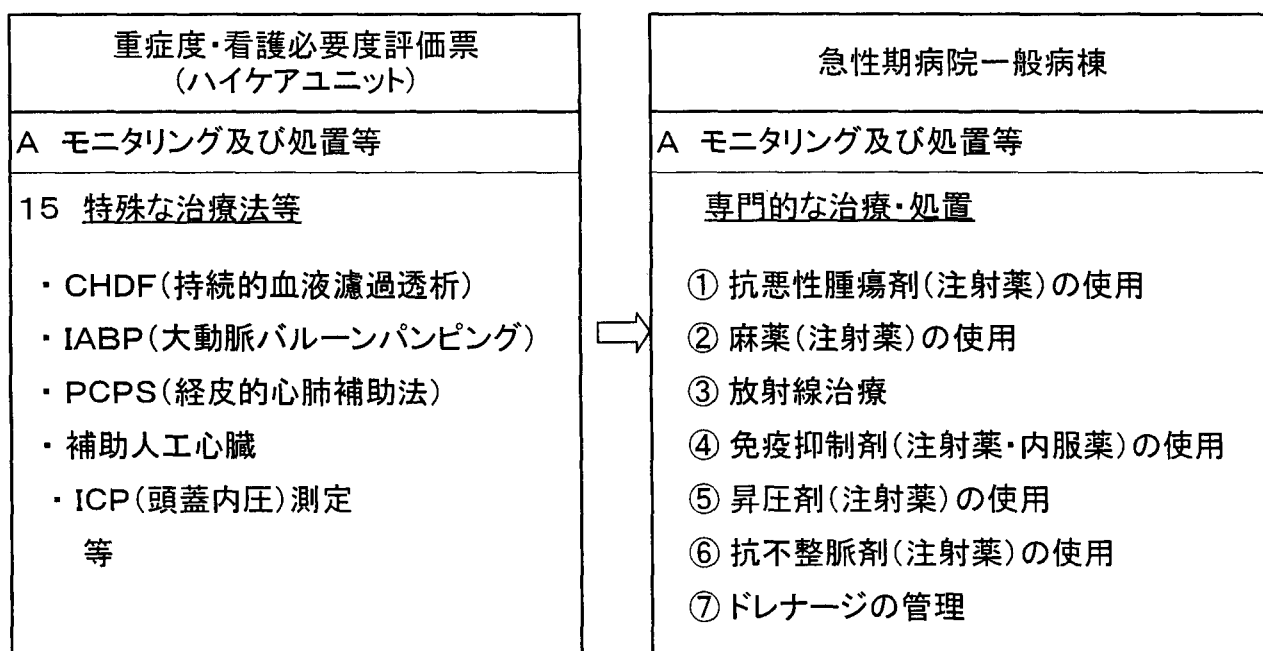 重症度・看護必要度評価票
(ハイケアユニット)
A モニタリング及び処置等
15 特殊な治療法等
・CHDF(持続的血液濾過透析)
・IABP(大動脈バルーンパンピング)
・PCPS(経皮的心肺補助法)
・補助人工心臓
・ICP(頭蓋内圧)測定
等
急性期病院一般病棟
A モニタリング及び処置等
専門的な治療・処置
① 抗悪性腫瘍剤(注射薬)の使用
② 麻薬(注射薬)の使用
③ 放射線治療
④ 免疫抑制剤(注射薬・内服薬)の使用
⑤ 昇圧剤(注射薬)の使用
⑥ 抗不整脈剤(注射薬)の使用
⑦ ドレナージの管理